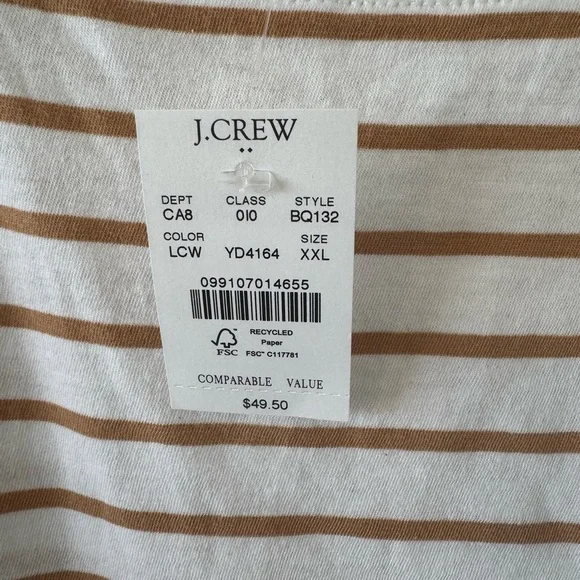 J.CREW
DEPT CLASS STYLE
CA8 010 BQ132
COLOR SIZE
LCW YD4164 XXL
099107014655
RECYCLED
Paper
FSC FSC™ C117781
COMPARABLE VALUE
$49.50